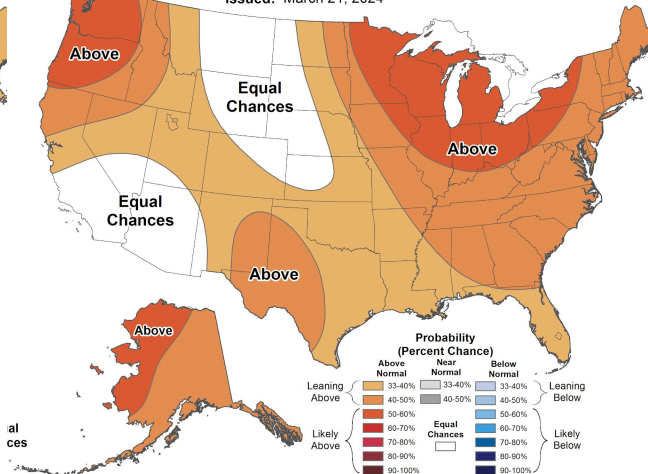 Issued: March 21, 2024
Above
Equal
Chances
Above
Equal
Chances
Above
Above
al
ces
Probability
(Percent Chance)
Above
Normal
Near
Normal
Below
Normal
Leaning
Above
33-40%
40-50%
33-40%
40-50%
33-40%
40-50%
Leaning
Below
Likely
Above
50-60%
60-70%
70-80%
80-90%
90-100%
Equal
Chances
50-60%
60-70%
70-80%
80-90%
90-100%
Likely
Below